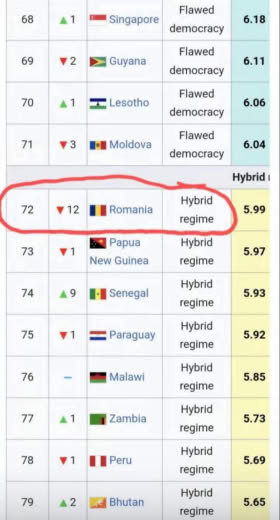 68 ▲ 1 Singapore Flawed democracy 6.18
69 ▼ 2 Guyana Flawed democracy 6.11
70 ▲ 1 Lesotho Flawed democracy 6.06
71 ▼ 3 Moldova Flawed democracy 6.04
Hybrid
72 ▼ 12 Romania Hybrid regime 5.99
73 ▼ 1 Papua New Guinea Hybrid regime 5.97
74 ▲ 9 Senegal Hybrid regime 5.93
75 ▼ 1 Paraguay Hybrid regime 5.92
76 – Malawi Hybrid regime 5.85
77 ▲ 1 Zambia Hybrid regime 5.73
78 ▼ 1 Peru Hybrid regime 5.69
79 ▲ 2 Bhutan Hybrid regime 5.65